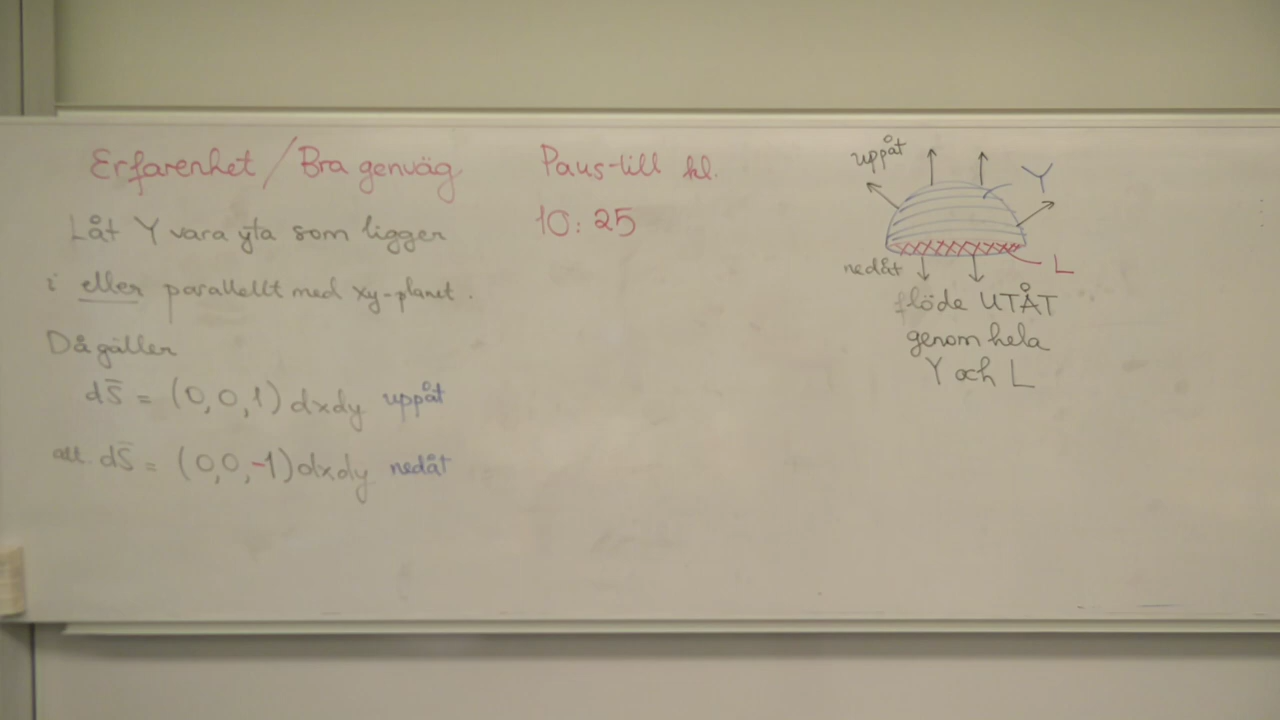 Erfarenhet / Bra genväg
Låt Y vara yta som ligger
i eller parallellt med xy-planet.
Då gäller
dS̄ = (0,0,1) dxdy uppåt
alt. dS̄ = (0,0,-1) dxdy nedåt
Paus till kl.
10:25
uppåt
Y
nedåt
L
flöde UTÅT
genom hela
Y och L